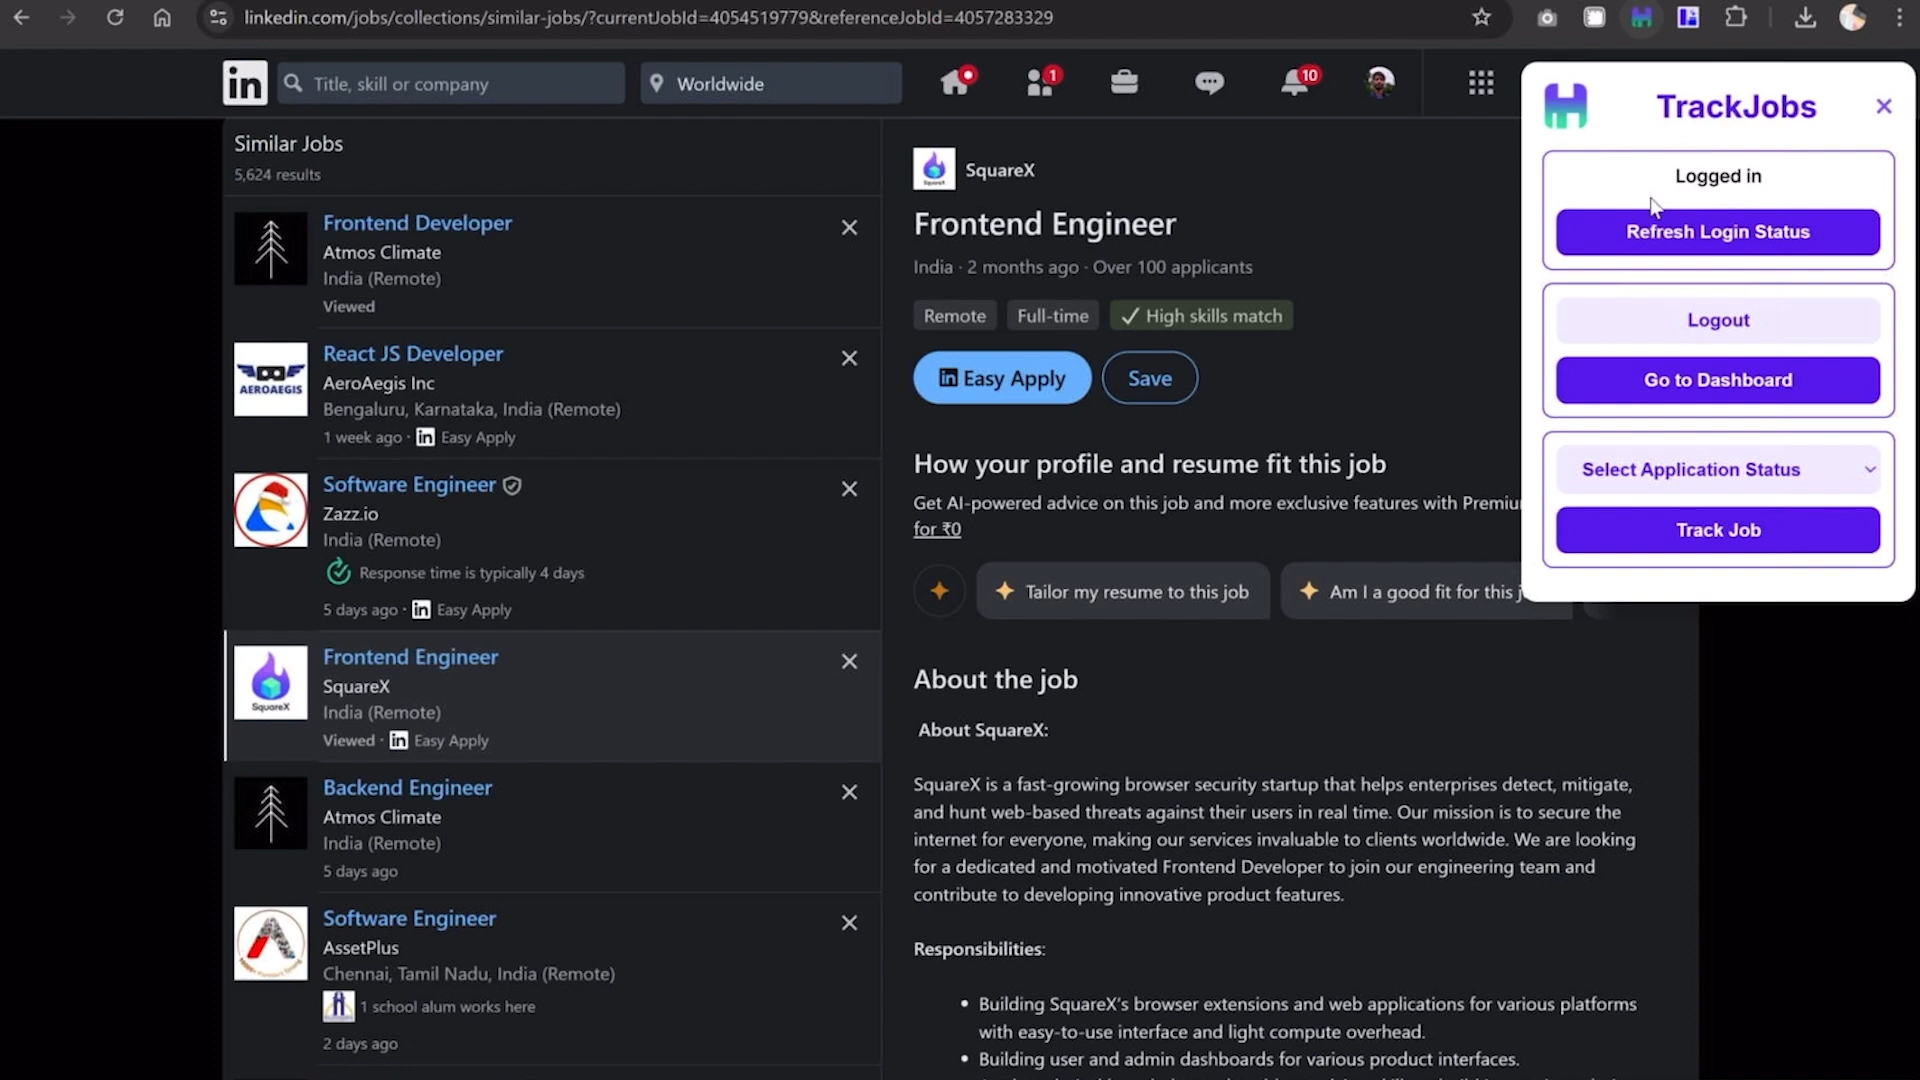 linkedin.com/jobs/collections/similar-jobs/?currentJobId=4054519779&referenceJobId=4057283329
in
Title, skill or company
Worldwide
1
10
Similar Jobs
5,624 results
Frontend Developer
Atmos Climate
India (Remote)
Viewed
AEROAEGIS
React JS Developer
AeroAegis Inc
Bengaluru, Karnataka, India (Remote)
1 week ago · in Easy Apply
Software Engineer
Zazz.io
India (Remote)
Response time is typically 4 days
5 days ago · in Easy Apply
SquareX
Frontend Engineer
SquareX
India (Remote)
Viewed · in Easy Apply
Backend Engineer
Atmos Climate
India (Remote)
5 days ago
Software Engineer
AssetPlus
Chennai, Tamil Nadu, India (Remote)
1 school alum works here
2 days ago
SquareX
SquareX
Frontend Engineer
India · 2 months ago · Over 100 applicants
Remote
Full-time
High skills match
in Easy Apply
Save
How your profile and resume fit this job
Get AI-powered advice on this job and more exclusive features with
for ₹0
Tailor my resume to this job
Am I a good fit for this
About the job
About SquareX:
SquareX is a fast-growing browser security startup that helps enterprises detect, mitigate,
and hunt web-based threats against their users in real time. Our mission is to secure the
internet for everyone, making our services invaluable to clients worldwide. We are looking
for a dedicated and motivated Frontend Developer to join our engineering team and
contribute to developing innovative product features.
Responsibilities:
• Building SquareX's browser extensions and web applications for various platforms
with easy-to-use interface and light compute overhead.
• Building user and admin dashboards for various product interfaces.
TrackJobs
Logged in
Refresh Login Status
Logout
Go to Dashboard
Select Application Status
Track Job